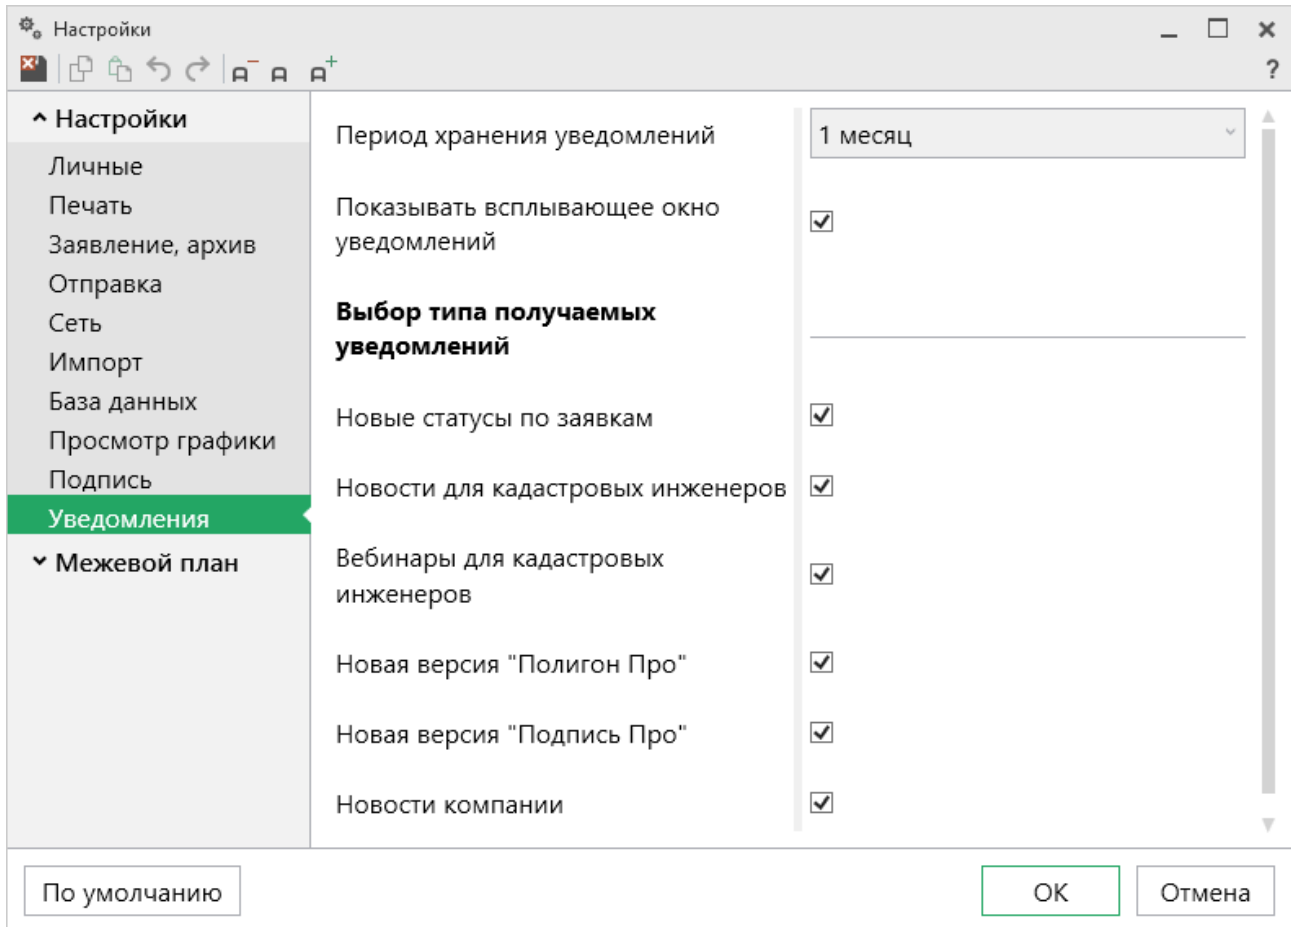 Настройки
?
Настройки
Личные
Печать
Заявление, архив
Отправка
Сеть
Импорт
База данных
Просмотр графики
Подпись
Уведомления
Межевой план
Период хранения уведомлений
1 месяц
Показывать всплывающее окно
уведомлений
Выбор типа получаемых
уведомлений
Новые статусы по заявкам
Новости для кадастровых инженеров
Вебинары для кадастровых
инженеров
Новая версия "Полигон Про"
Новая версия "Подпись Про"
Новости компании
По умолчанию
ОК
Отмена